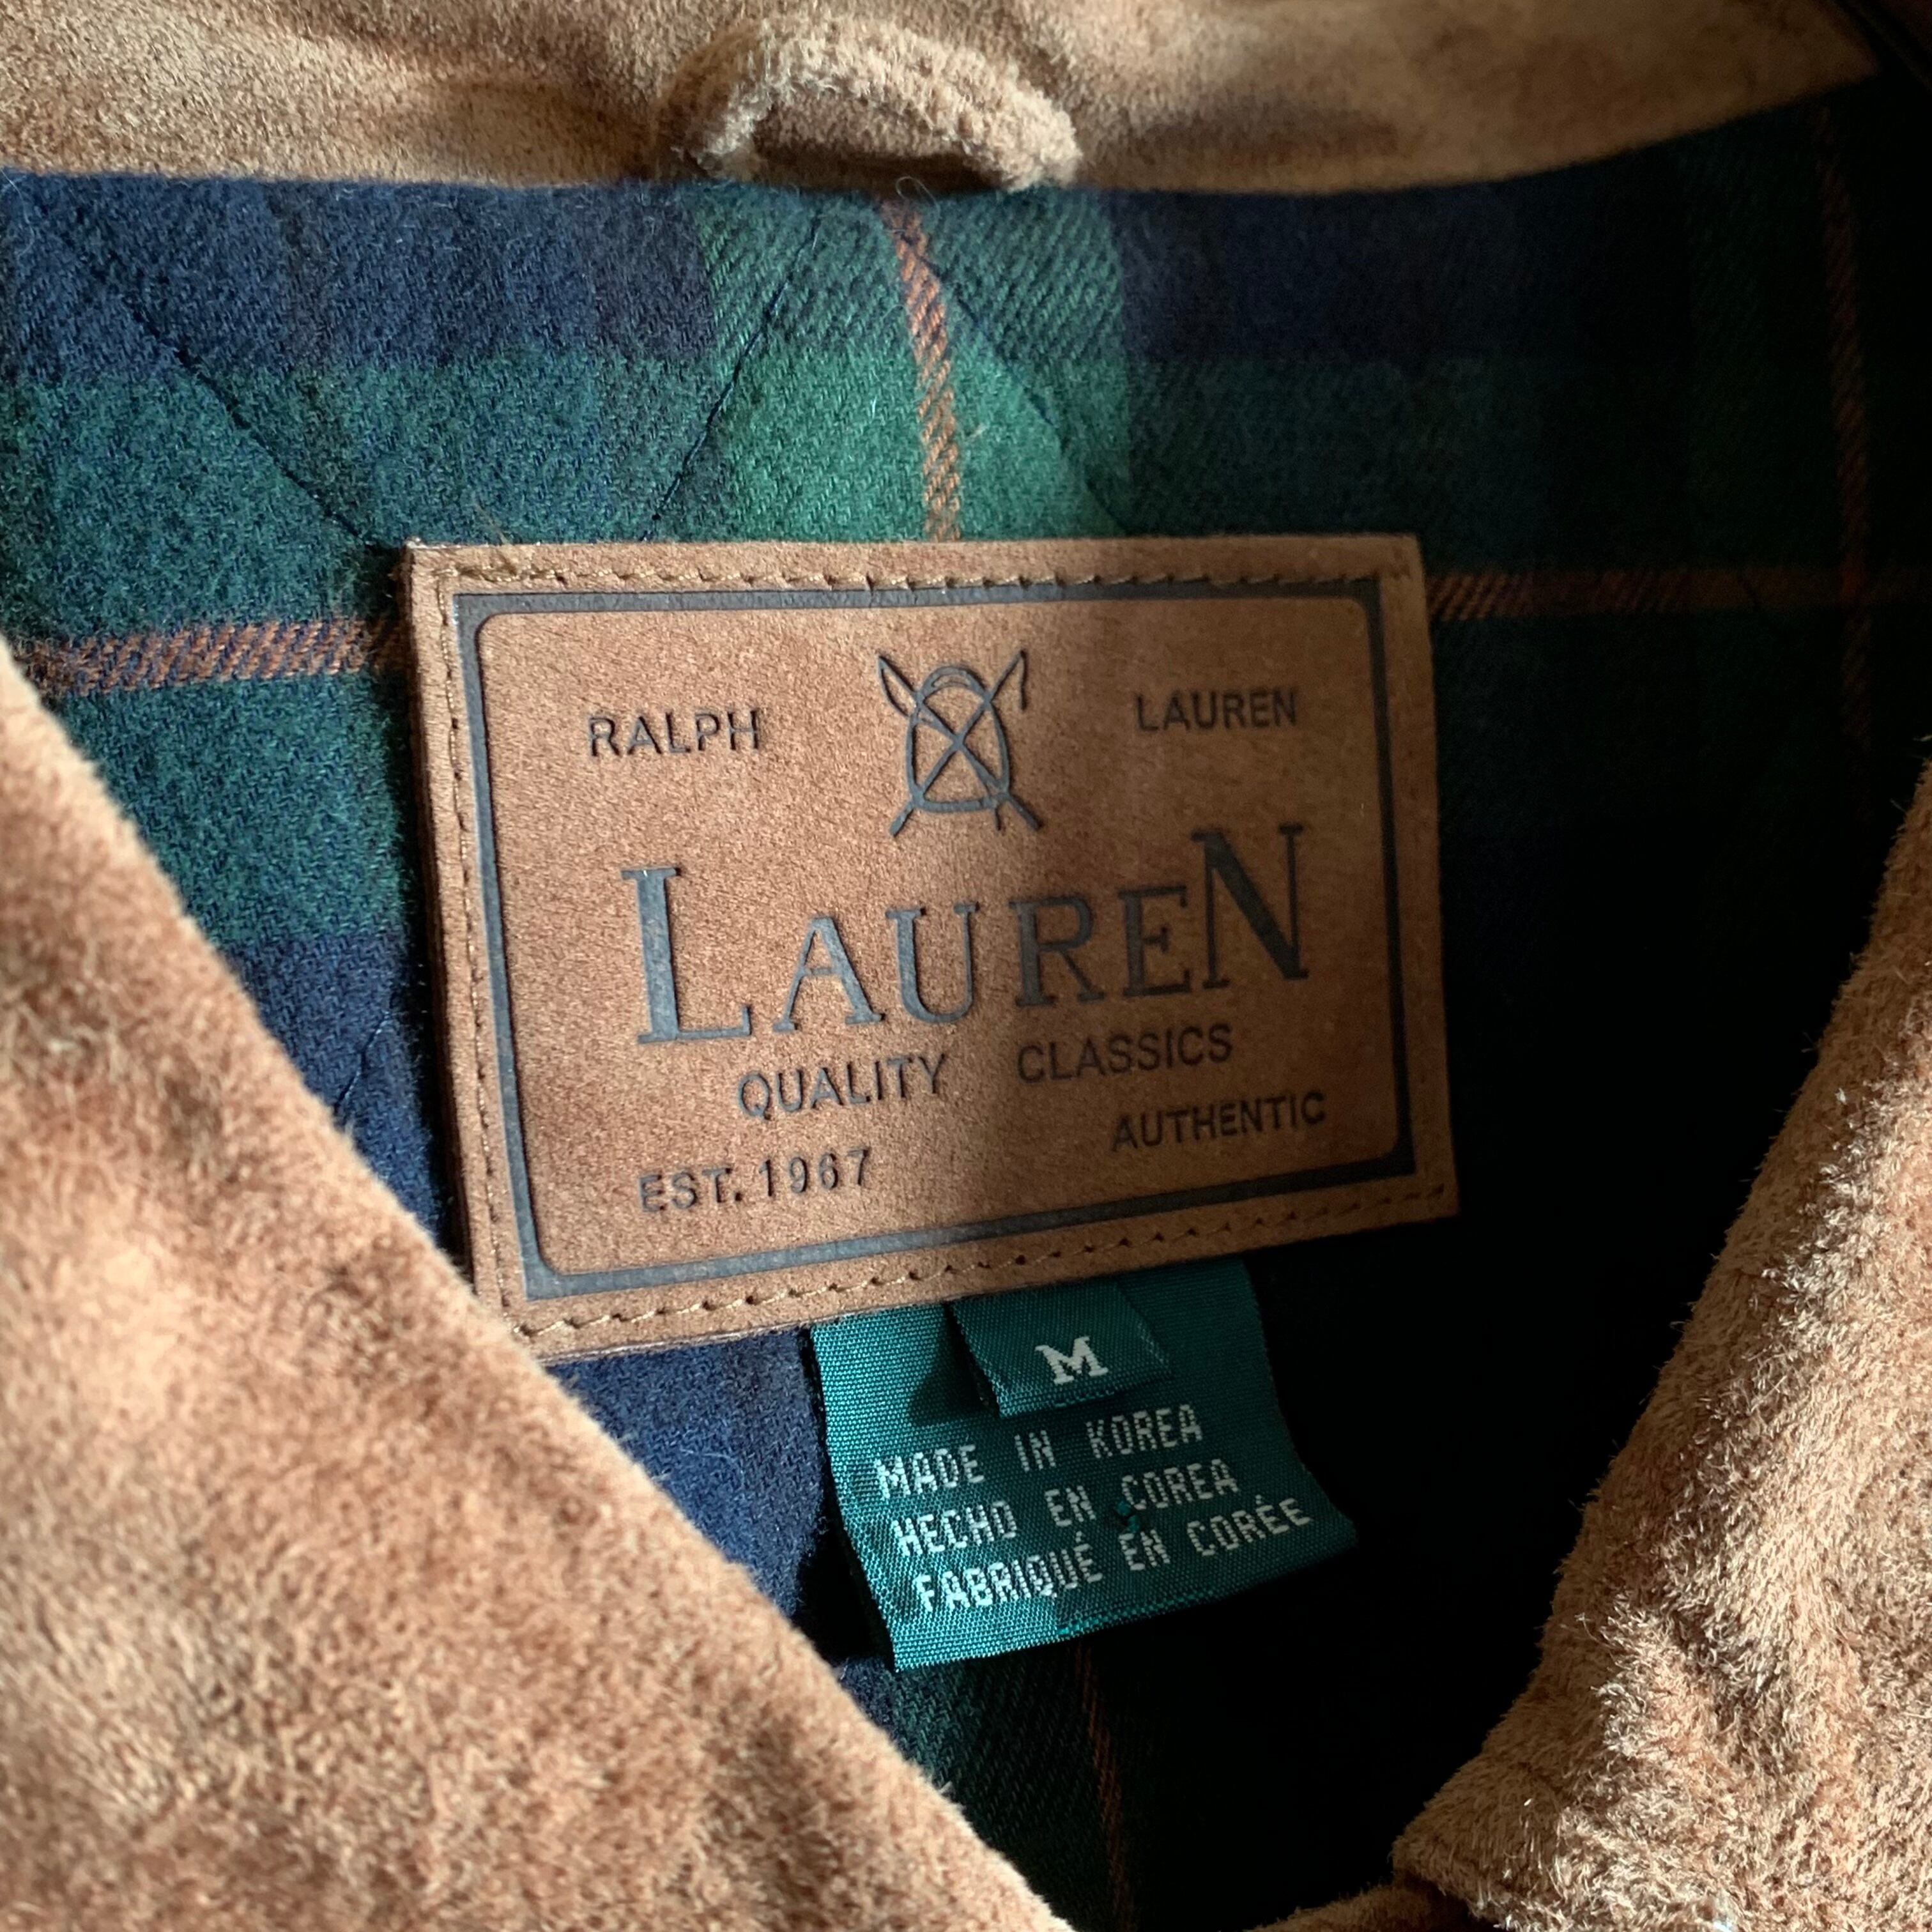 RALPH LAUREN
LAUREN
QUALITY CLASSICS
EST. 1967 AUTHENTIC
M
MADE IN KOREA
HECHO EN COREA
FABRIQUÉ EN CORÉE